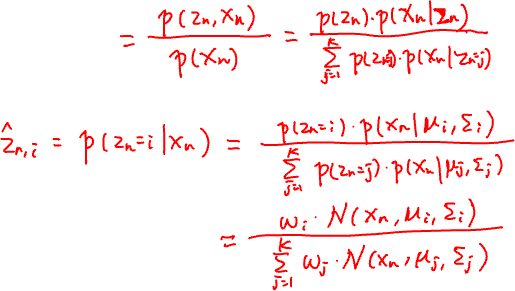 = p(zn, xn) / p(xn) = p(zn)·p(xn|zn) / Σ_{j=1}^{K} p(zn=j)·p(xn|zn=j)
ẑn,i = p(zn=i|xn) = p(zn=i)·p(xn|μi, Σi) / Σ_{j=1}^{K} p(zn=j)·p(xn|μj, Σj)
= ωi·N(xn, μi, Σi) / Σ_{j=1}^{K} ωj·N(xn, μj, Σj)